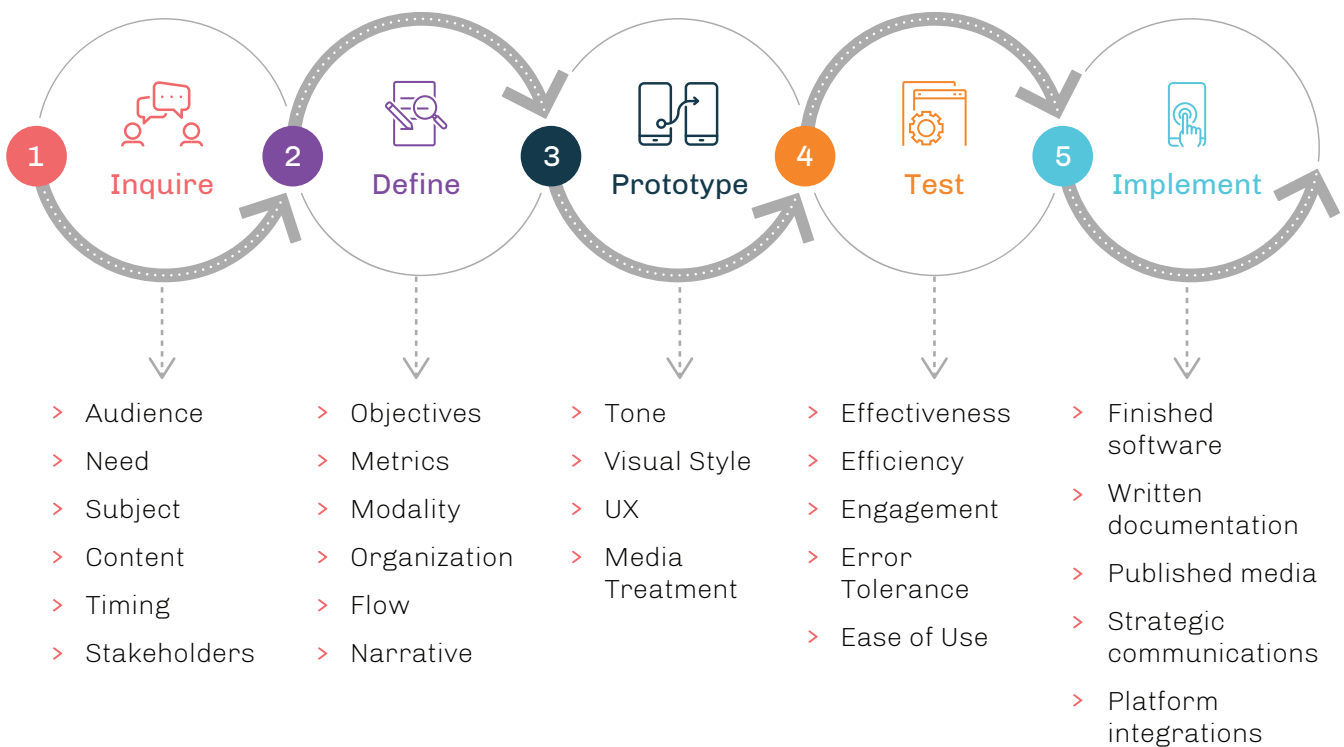 1
Inquire
2
Define
3
Prototype
4
Test
5
Implement
> Audience
> Need
> Subject
> Content
> Timing
> Stakeholders
> Objectives
> Metrics
> Modality
> Organization
> Flow
> Narrative
> Tone
> Visual Style
> UX
> Media
Treatment
> Effectiveness
> Efficiency
> Engagement
> Error
Tolerance
> Ease of Use
> Finished
software
> Written
documentation
> Published media
> Strategic
communications
> Platform
integrations